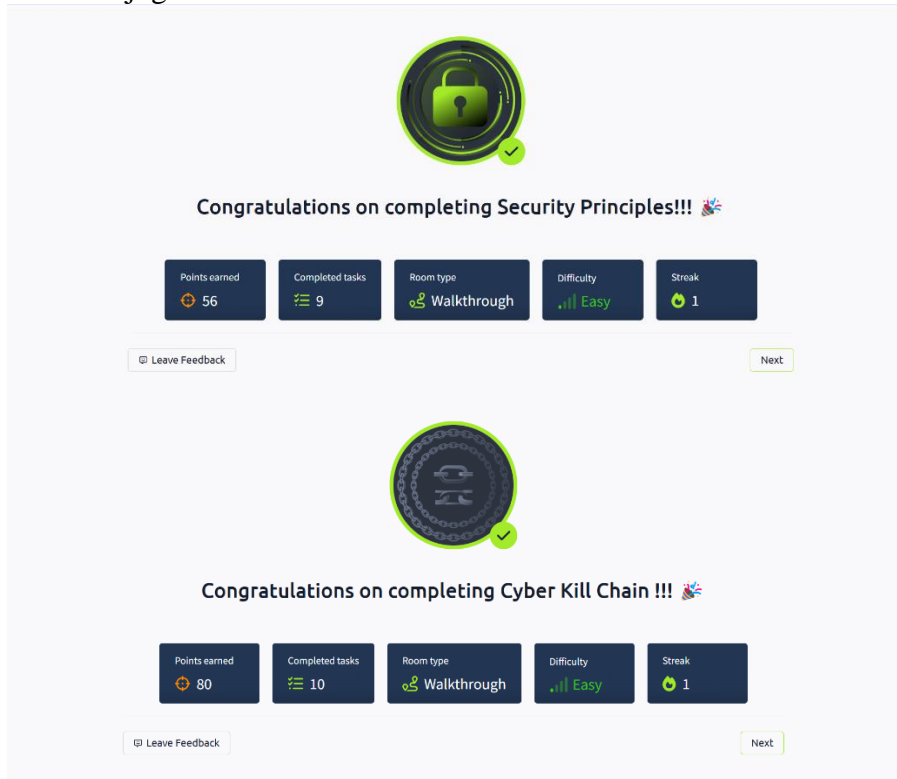 Congratulations on completing Security Principles!!! 🎉
Points earned
56
Completed tasks
9
Room type
Walkthrough
Difficulty
Easy
Streak
1
Leave Feedback
Next
Congratulations on completing Cyber Kill Chain !!! 🎉
Points earned
80
Completed tasks
10
Room type
Walkthrough
Difficulty
Easy
Streak
1
Leave Feedback
Next